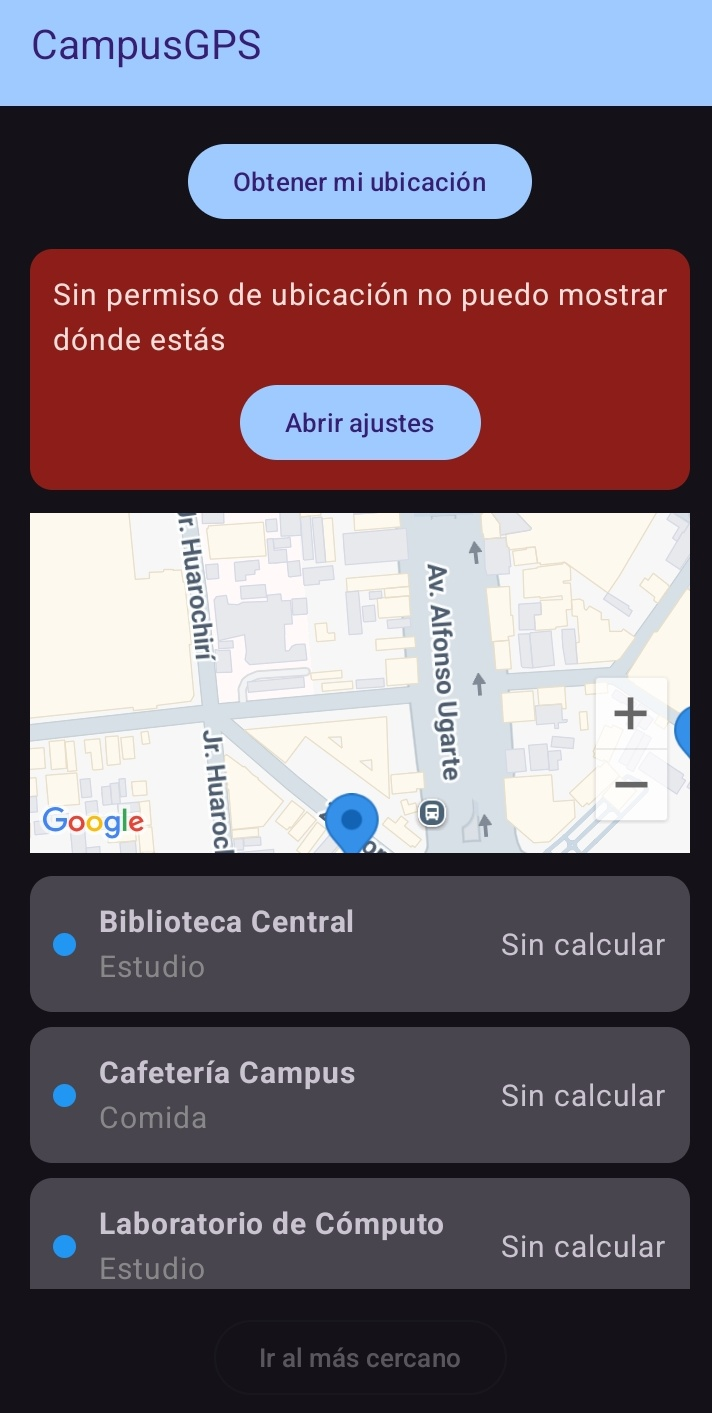 CampusGPS
Obtener mi ubicación
Sin permiso de ubicación no puedo mostrar
dónde estás
Abrir ajustes
Jr. Huarochirí
Av. Alfonso Ugarte
Jr. Huaroch
+
−
Google
Biblioteca Central
Estudio
Sin calcular
Cafetería Campus
Comida
Sin calcular
Laboratorio de Cómputo
Estudio
Sin calcular
Ir al más cercano